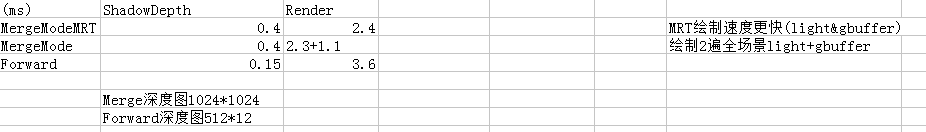 (ms) ShadowDepth Render
MergeModeMRT 0.4 2.4 MRT绘制速度更快(light&gbuffer)
MergeMode 0.4 2.3+1.1 绘制2遍全场景light+gbuffer
Forward 0.15 3.6
Merge深度图1024*1024
Forward深度图512*12